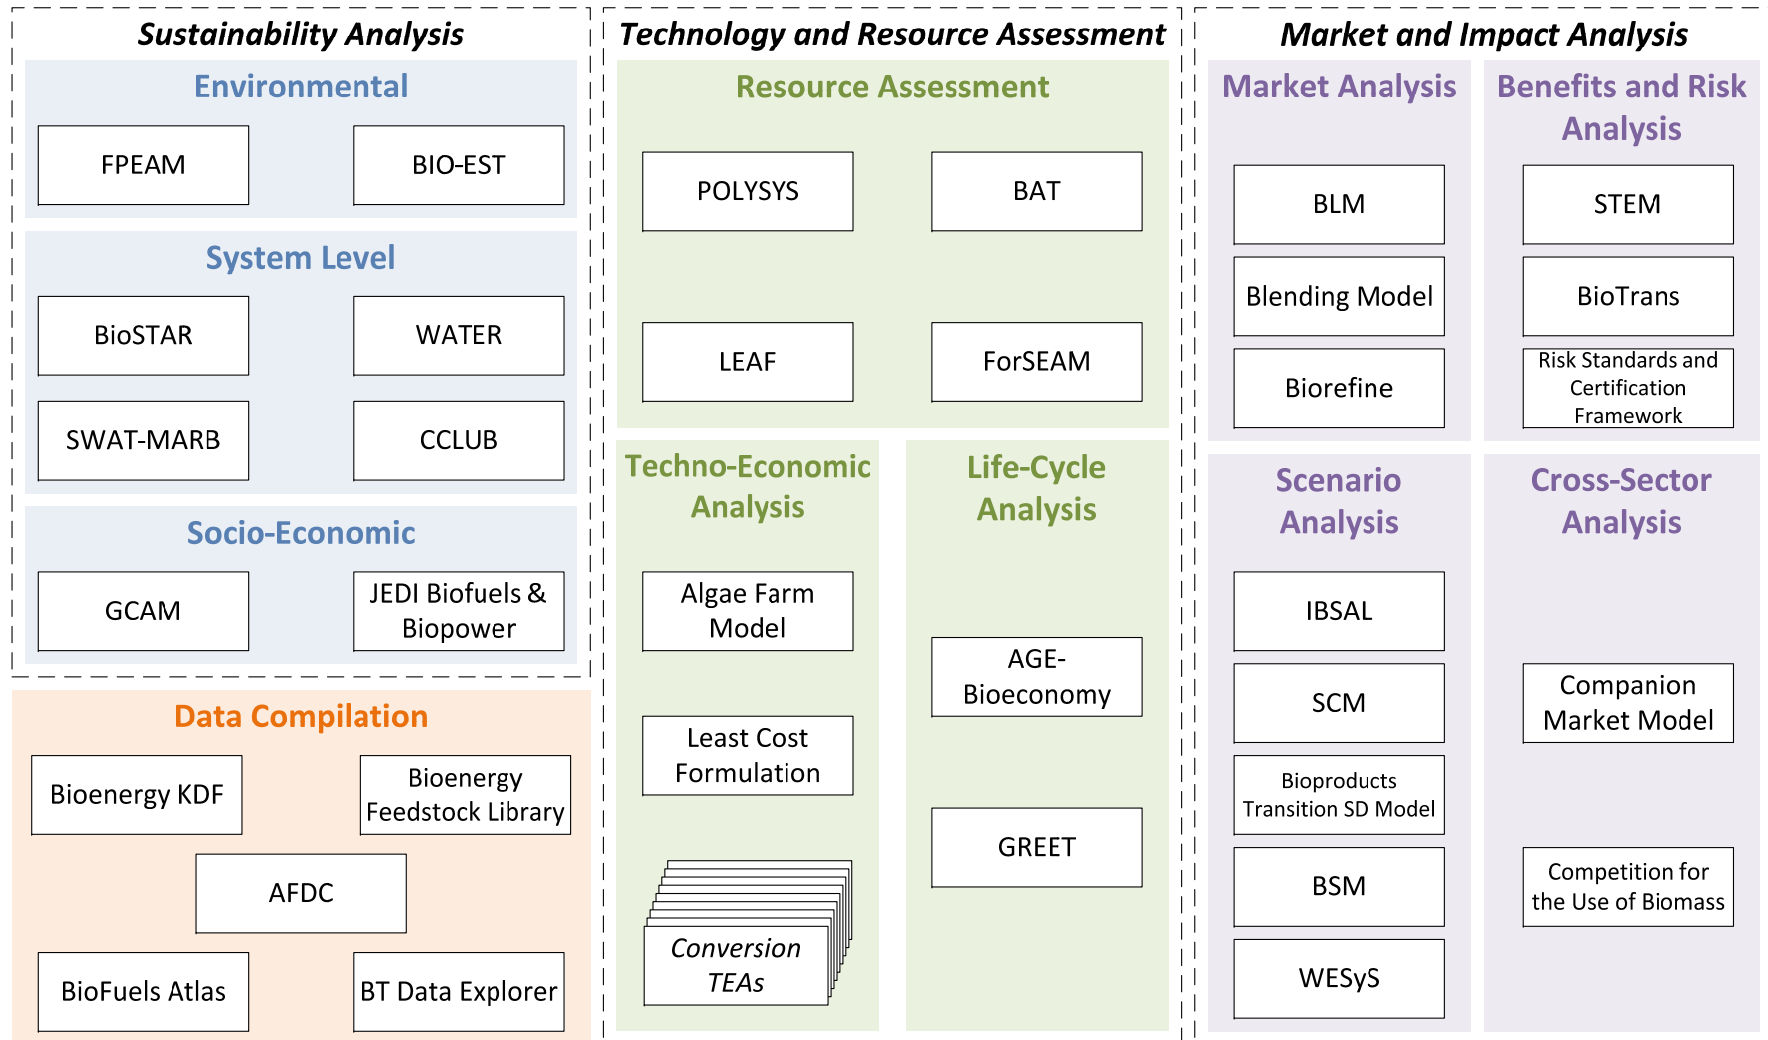 Sustainability Analysis
Environmental
FPEAM
BIO-EST
System Level
BioSTAR
WATER
SWAT-MARB
CCLUB
Socio-Economic
GCAM
JEDI Biofuels &
Biopower
Data Compilation
Bioenergy KDF
Bioenergy
Feedstock Library
AFDC
BioFuels Atlas
BT Data Explorer
Technology and Resource Assessment
Resource Assessment
POLYSYS
BAT
LEAF
ForSEAM
Techno-Economic
Analysis
Algae Farm
Model
Least Cost
Formulation
Conversion
TEAs
Life-Cycle
Analysis
AGE-
Bioeconomy
GREET
Market and Impact Analysis
Market Analysis
BLM
Blending Model
Biorefine
Benefits and Risk
Analysis
STEM
BioTrans
Risk Standards and
Certification
Framework
Scenario
Analysis
IBSAL
SCM
Bioproducts
Transition SD Model
BSM
WESyS
Cross-Sector
Analysis
Companion
Market Model
Competition for
the Use of Biomass